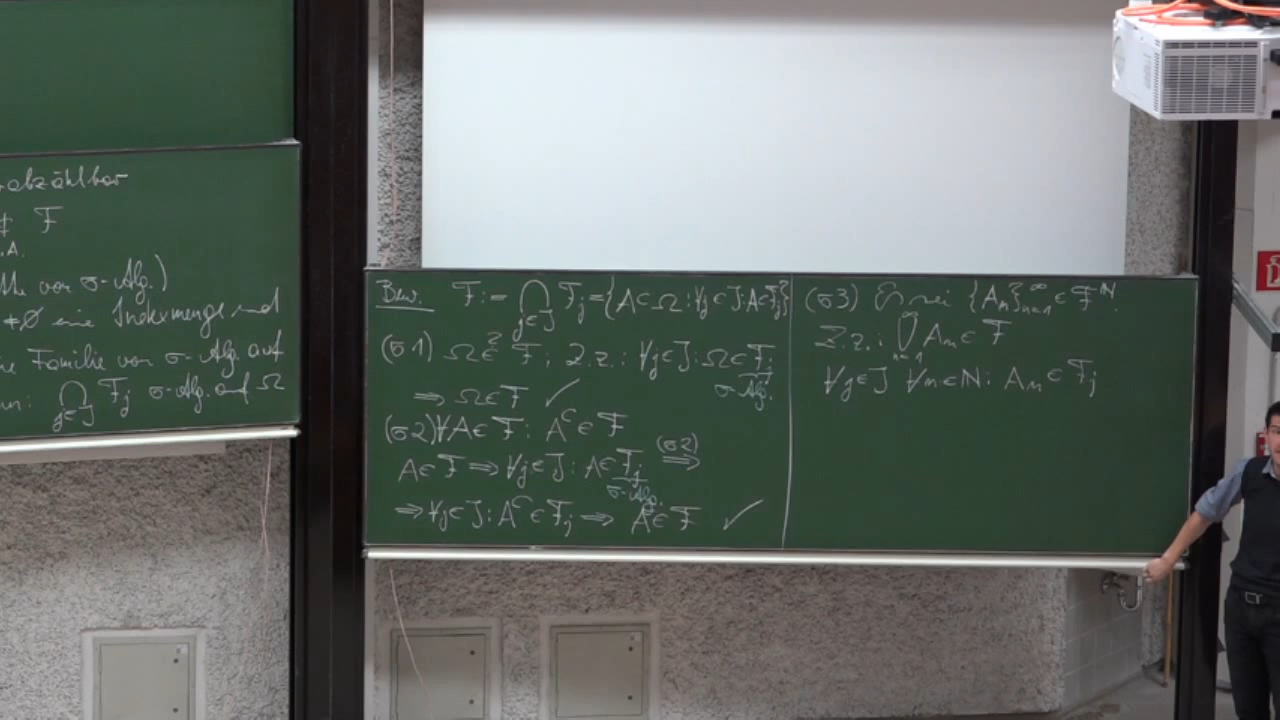 abzählbar
⊄ F
.A.
von σ-Alg.)
≠∅ eine Indexmenge und
Familie von σ-Alg. auf
⋂_{j∈J} F_j σ-Alg. auf Ω
Bew. F := ⋂_{j∈J} F_j = {A⊂Ω : ∀j∈J: A∈F_j}
(σ1) Ω ∈^? F; Z.z.: ∀j∈J: Ω∈F_j
σ-Alg.
⇒ Ω∈F ✓
(σ2) ∀A∈F: A^C∈F
A∈F ⇒ ∀j∈J: A∈F_j ⇒^{(σ2)}
σ-Alg.
⇒ ∀j∈J: A^C∈F_j ⇒ A^C∈F ✓
(σ3) Es sei {A_n}_{n=1}^∞ ∈ F^ℕ.
Z.z.: ⋃_{n=1}^∞ A_n ∈ F
∀j∈J ∀n∈ℕ: A_n ∈ F_j